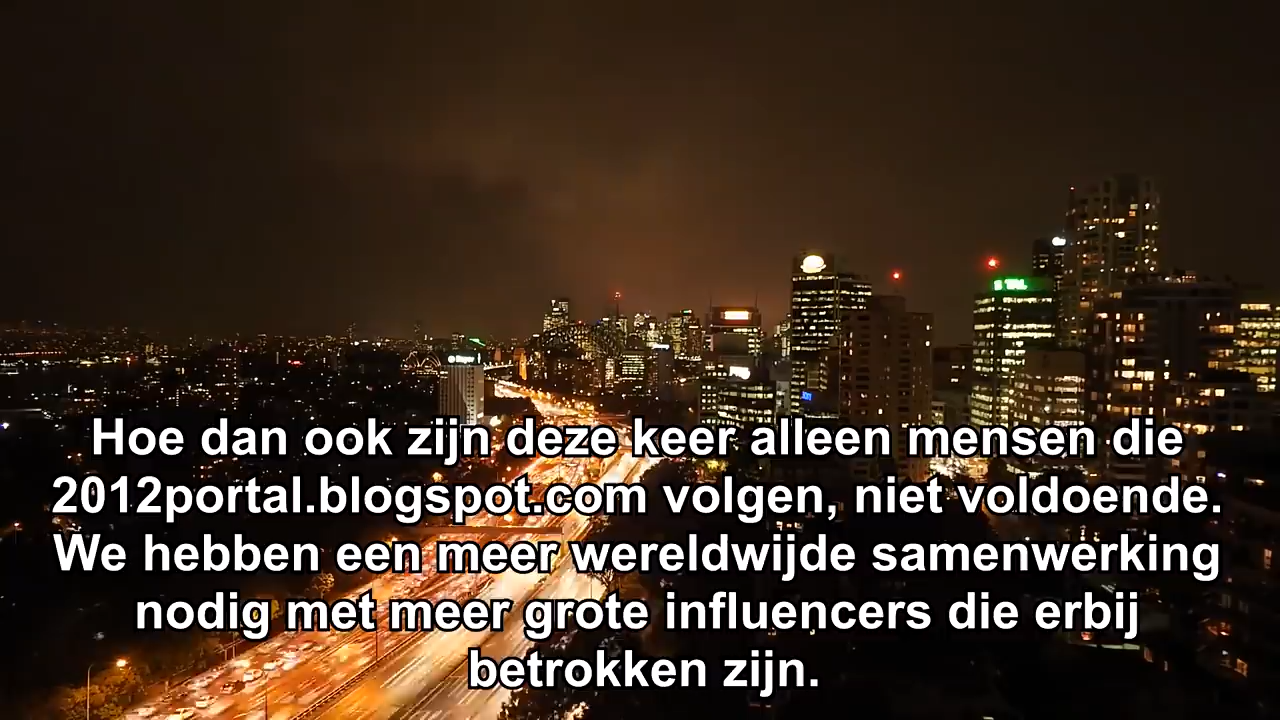 Hoe dan ook zijn deze keer alleen mensen die
2012portal.blogspot.com volgen, niet voldoende.
We hebben een meer wereldwijde samenwerking
nodig met meer grote influencers die erbij
betrokken zijn.